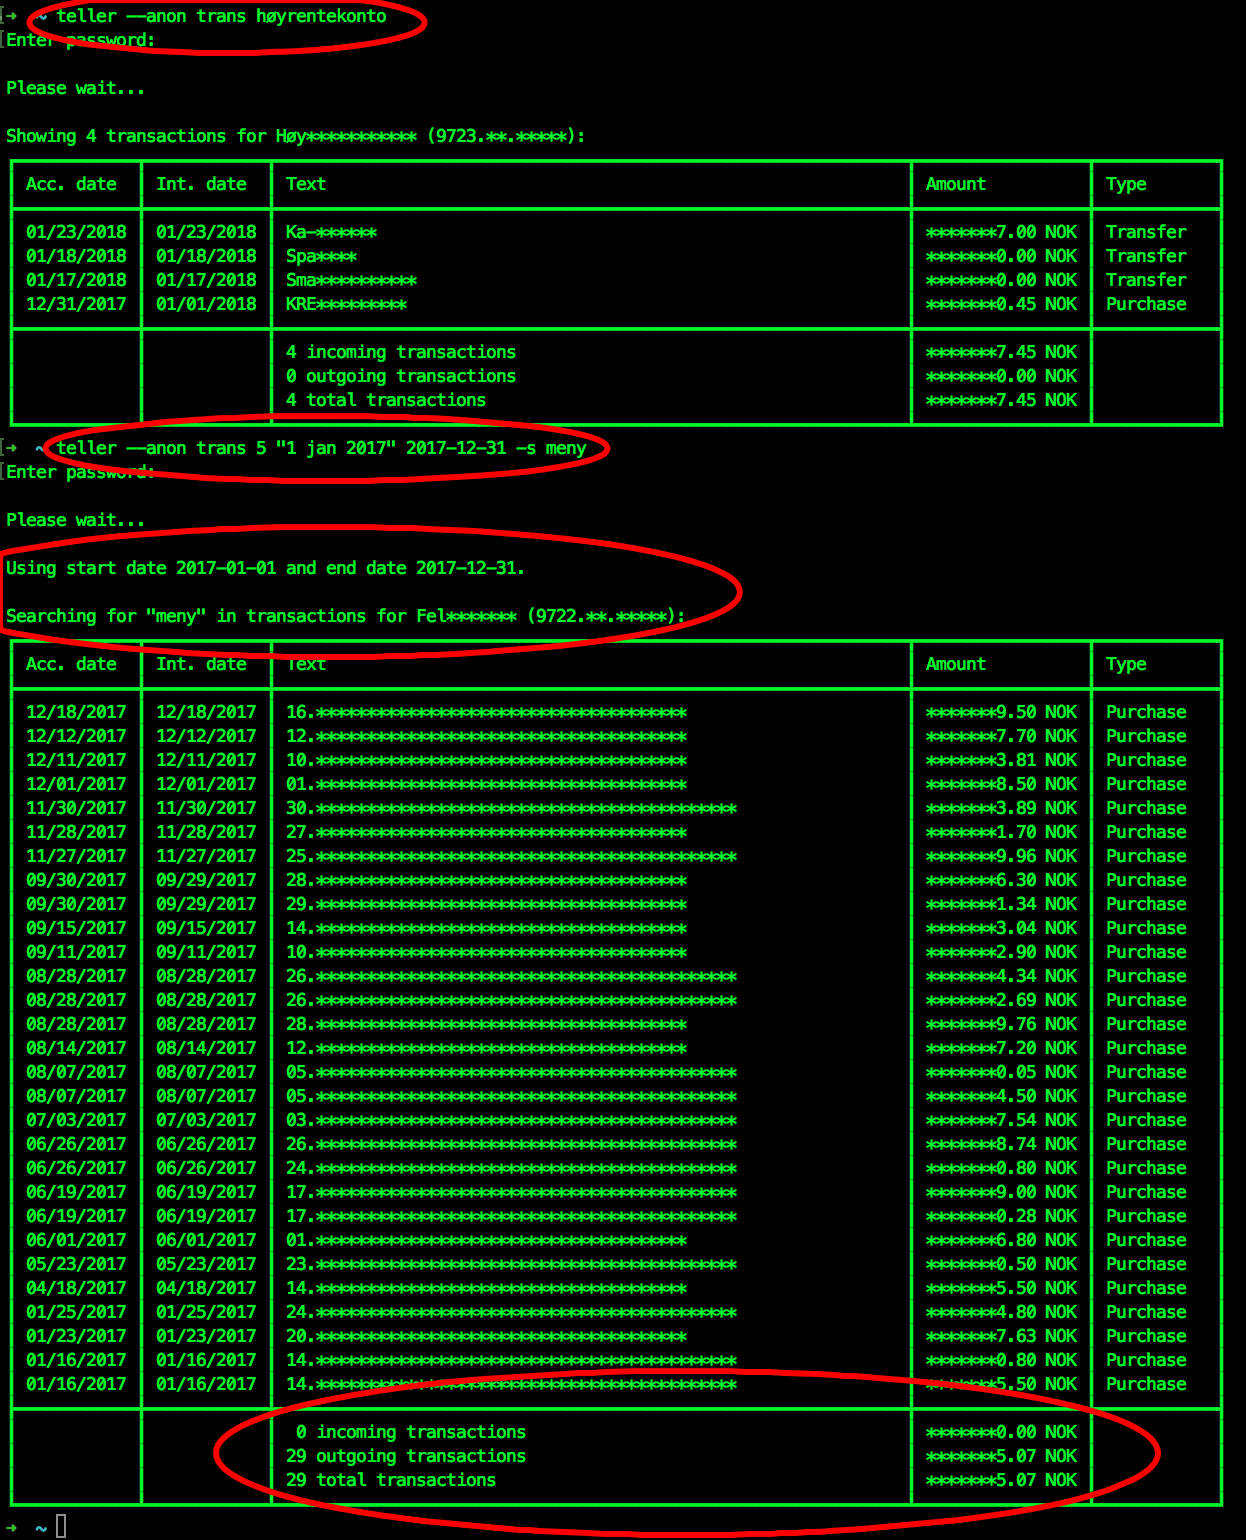 ➜ ~ teller --anon trans høyrentekonto
Enter password:
Please wait...
Showing 4 transactions for Høy*********** (9723.**.*****):
Acc. date Int. date Text Amount Type
01/23/2018 01/23/2018 Ka-****** *******7.00 NOK Transfer
01/18/2018 01/18/2018 Spa**** *******0.00 NOK Transfer
01/17/2018 01/17/2018 Sma********** *******0.00 NOK Transfer
12/31/2017 01/01/2018 KRE********* *******0.45 NOK Purchase
4 incoming transactions *******7.45 NOK
0 outgoing transactions *******0.00 NOK
4 total transactions *******7.45 NOK
➜ ~ teller --anon trans 5 "1 jan 2017" 2017-12-31 -s meny
Enter password:
Please wait...
Using start date 2017-01-01 and end date 2017-12-31.
Searching for "meny" in transactions for Fel******* (9722.**.*****):
Acc. date Int. date Text Amount Type
12/18/2017 12/18/2017 16.************************************* *******9.50 NOK Purchase
12/12/2017 12/12/2017 12.************************************* *******7.70 NOK Purchase
12/11/2017 12/11/2017 10.************************************* *******3.81 NOK Purchase
12/01/2017 12/01/2017 01.************************************* *******8.50 NOK Purchase
11/30/2017 11/30/2017 30.****************************************** *******3.89 NOK Purchase
11/28/2017 11/28/2017 27.************************************* *******1.70 NOK Purchase
11/27/2017 11/27/2017 25.****************************************** *******9.96 NOK Purchase
09/30/2017 09/29/2017 28.************************************* *******6.30 NOK Purchase
09/30/2017 09/29/2017 29.************************************* *******1.34 NOK Purchase
09/15/2017 09/15/2017 14.************************************* *******3.04 NOK Purchase
09/11/2017 09/11/2017 10.************************************* *******2.90 NOK Purchase
08/28/2017 08/28/2017 26.****************************************** *******4.34 NOK Purchase
08/28/2017 08/28/2017 26.****************************************** *******2.69 NOK Purchase
08/28/2017 08/28/2017 28.************************************* *******9.76 NOK Purchase
08/14/2017 08/14/2017 12.************************************* *******7.20 NOK Purchase
08/07/2017 08/07/2017 05.****************************************** *******0.05 NOK Purchase
08/07/2017 08/07/2017 05.****************************************** *******4.50 NOK Purchase
07/03/2017 07/03/2017 03.****************************************** *******7.54 NOK Purchase
06/26/2017 06/26/2017 26.****************************************** *******8.74 NOK Purchase
06/26/2017 06/26/2017 24.****************************************** *******0.80 NOK Purchase
06/19/2017 06/19/2017 17.****************************************** *******9.00 NOK Purchase
06/19/2017 06/19/2017 17.****************************************** *******0.28 NOK Purchase
06/01/2017 06/01/2017 01.************************************* *******6.80 NOK Purchase
05/23/2017 05/23/2017 23.****************************************** *******0.50 NOK Purchase
04/18/2017 04/18/2017 14.************************************* *******5.50 NOK Purchase
01/25/2017 01/25/2017 24.****************************************** *******4.80 NOK Purchase
01/23/2017 01/23/2017 20.************************************* *******7.63 NOK Purchase
01/16/2017 01/16/2017 14.****************************************** *******0.80 NOK Purchase
01/16/2017 01/16/2017 14.****************************************** *******5.50 NOK Purchase
0 incoming transactions *******0.00 NOK
29 outgoing transactions *******5.07 NOK
29 total transactions *******5.07 NOK
➜ ~